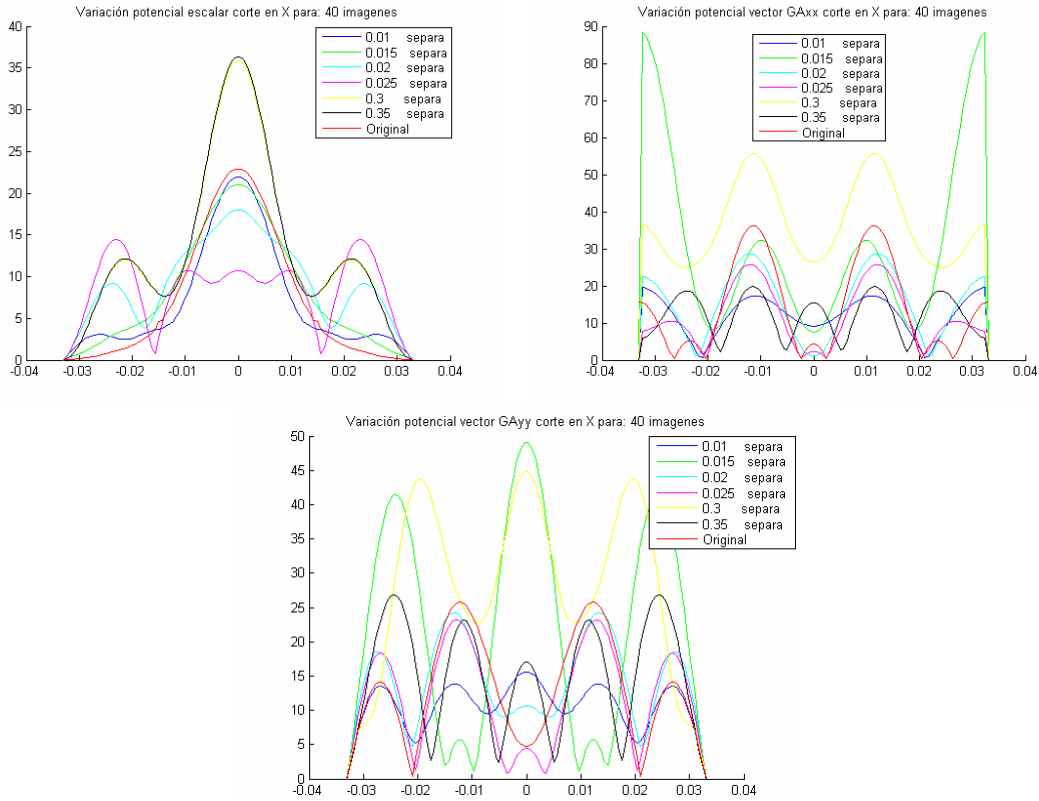 Variación potencial escalar corte en X para: 40 imagenes
40
35
30
25
20
15
10
5
0
-0.04 -0.03 -0.02 -0.01 0 0.01 0.02 0.03 0.04
0.01 separa
0.015 separa
0.02 separa
0.025 separa
0.3 separa
0.35 separa
Original
Variación potencial vector GAxx corte en X para: 40 imagenes
90
80
70
60
50
40
30
20
10
0
-0.04 -0.03 -0.02 -0.01 0 0.01 0.02 0.03 0.04
0.01 separa
0.015 separa
0.02 separa
0.025 separa
0.3 separa
0.35 separa
Original
Variación potencial vector GAyy corte en X para: 40 imagenes
50
45
40
35
30
25
20
15
10
5
0
-0.04 -0.03 -0.02 -0.01 0 0.01 0.02 0.03 0.04
0.01 separa
0.015 separa
0.02 separa
0.025 separa
0.3 separa
0.35 separa
Original